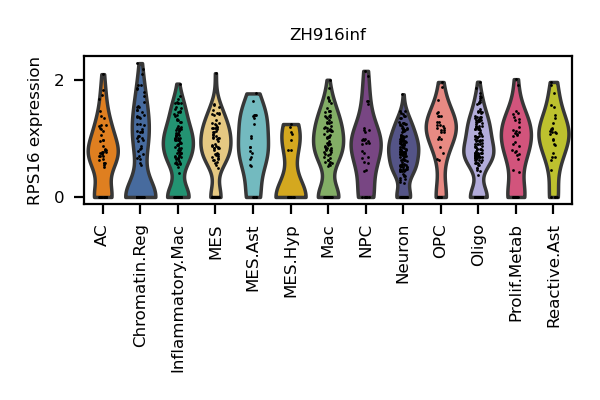 ZH916inf
RPS16 expression
2
0
AC
Chromatin.Reg
Inflammatory.Mac
MES
MES.Ast
MES.Hyp
Mac
NPC
Neuron
OPC
Oligo
Prolif.Metab
Reactive.Ast